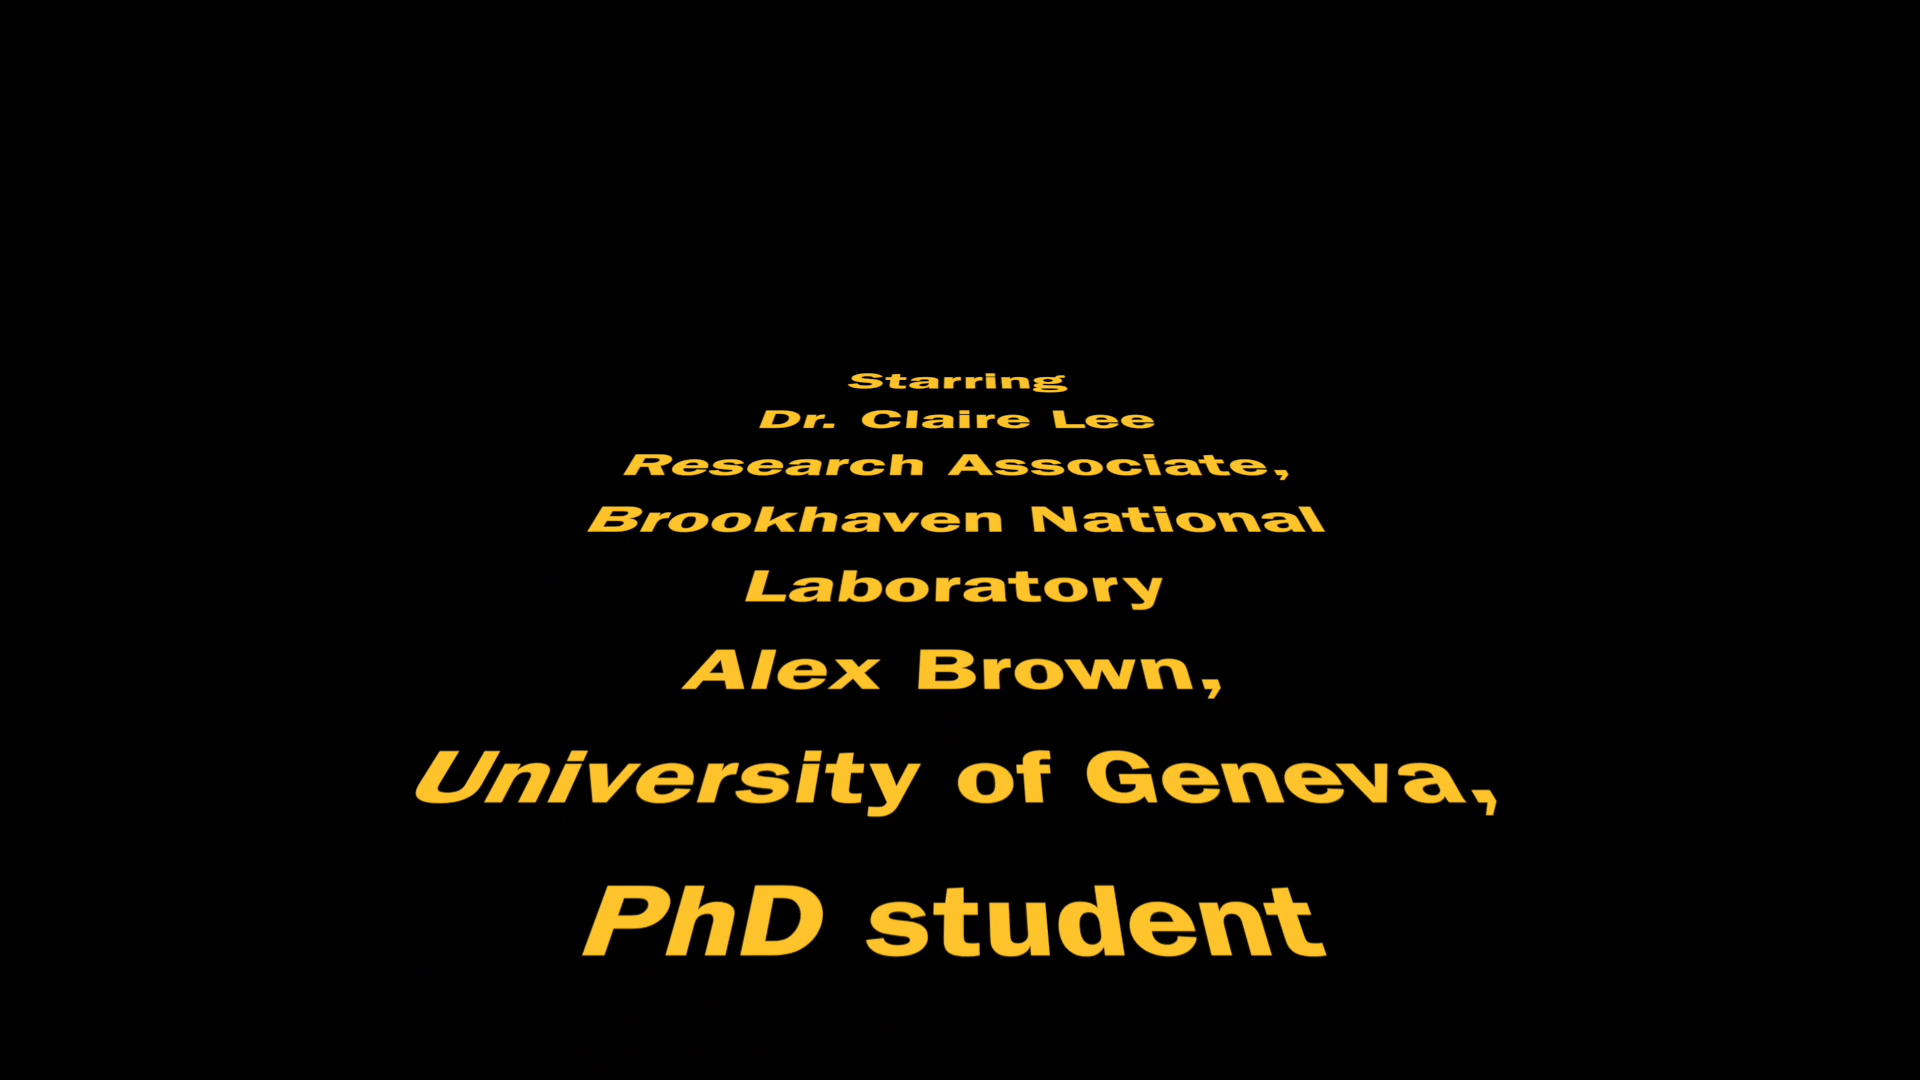 Starring
Dr. Claire Lee
Research Associate,
Brookhaven National
Laboratory
Alex Brown,
University of Geneva,
PhD student